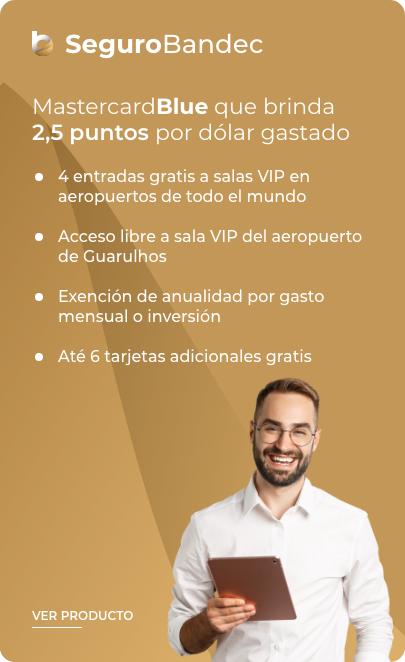 SeguroBandec
MastercardBlue que brinda
2,5 puntos por dólar gastado
4 entradas gratis a salas VIP en
aeropuertos de todo el mundo
Acceso libre a sala VIP del aeropuerto
de Guarulhos
Exención de anualidad por gasto
mensual o inversión
Até 6 tarjetas adicionales gratis
VER PRODUCTO